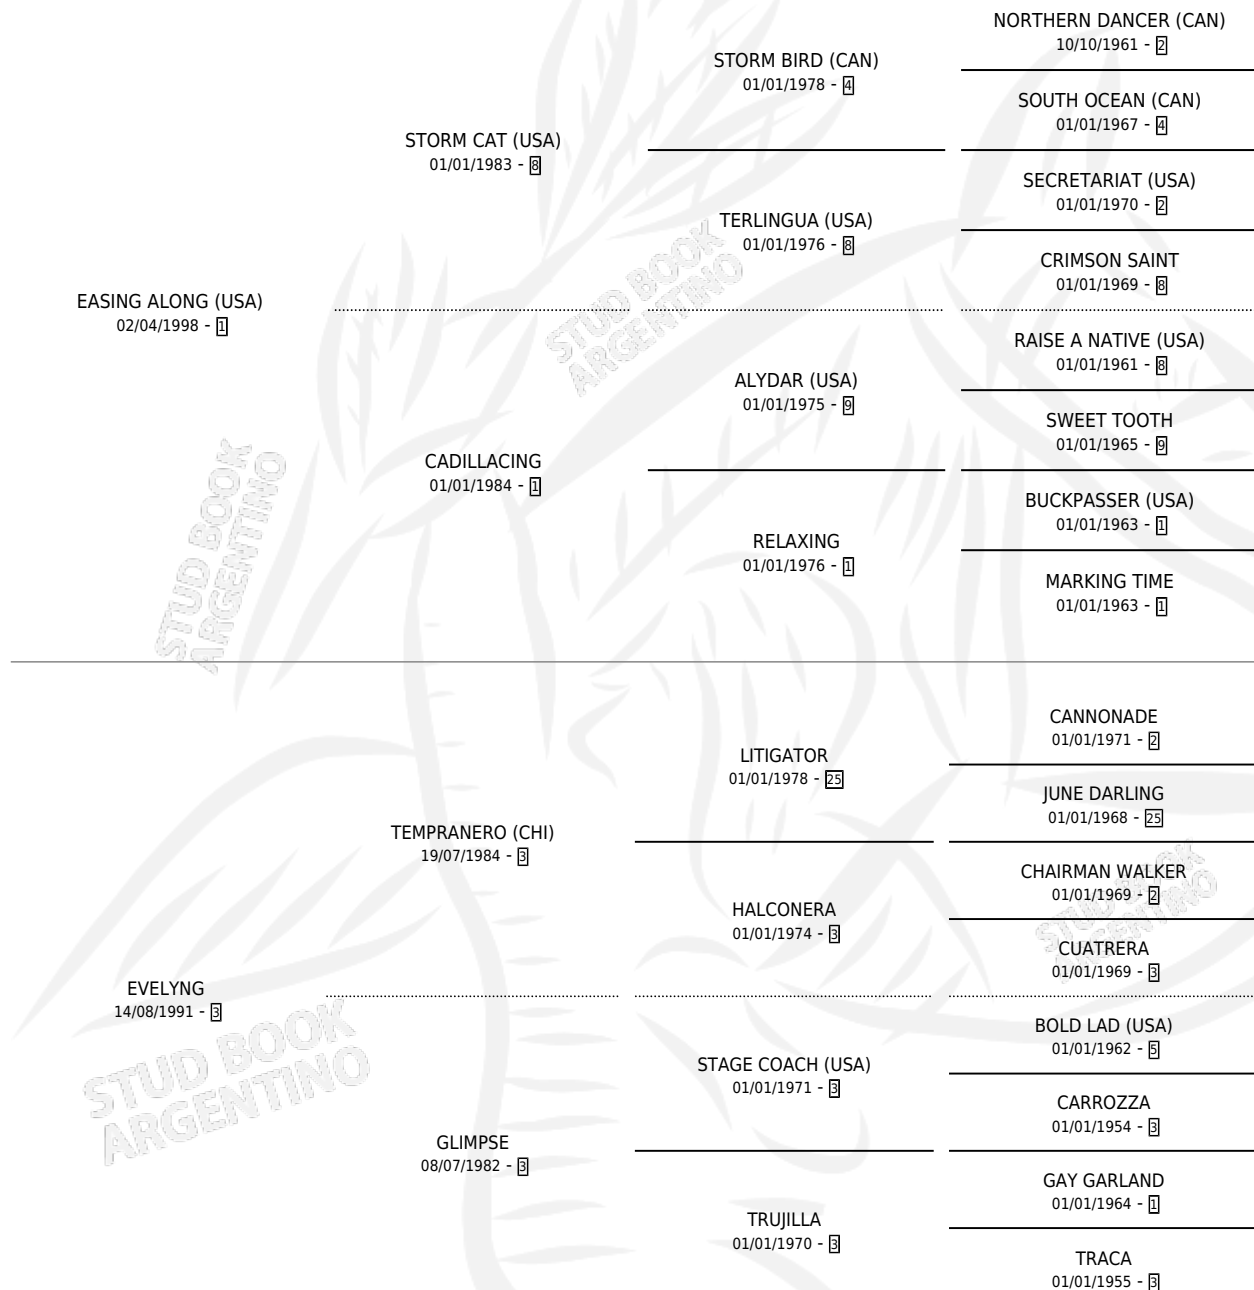 NORTHERN DANCER (CAN)
10/10/1961 - 2
STORM BIRD (CAN)
01/01/1978 - 4
SOUTH OCEAN (CAN)
01/01/1967 - 4
STORM CAT (USA)
01/01/1983 - 8
SECRETARIAT (USA)
01/01/1970 - 2
TERLINGUA (USA)
01/01/1976 - 8
CRIMSON SAINT
01/01/1969 - 8
EASING ALONG (USA)
02/04/1998 - 1
RAISE A NATIVE (USA)
01/01/1961 - 8
ALYDAR (USA)
01/01/1975 - 9
SWEET TOOTH
01/01/1965 - 9
CADILLACING
01/01/1984 - 1
BUCKPASSER (USA)
01/01/1963 - 1
RELAXING
01/01/1976 - 1
MARKING TIME
01/01/1963 - 1
CANNONADE
01/01/1971 - 2
LITIGATOR
01/01/1978 - 25
JUNE DARLING
01/01/1968 - 25
TEMPRANERO (CHI)
19/07/1984 - 3
CHAIRMAN WALKER
01/01/1969 - 2
HALCONERA
01/01/1974 - 3
CUATRERA
01/01/1969 - 3
EVELYNG
14/08/1991 - 3
BOLD LAD (USA)
01/01/1962 - 5
STAGE COACH (USA)
01/01/1971 - 3
CARROZZA
01/01/1954 - 3
GLIMPSE
08/07/1982 - 3
GAY GARLAND
01/01/1964 - 1
TRUJILLA
01/01/1970 - 3
TRACA
01/01/1955 - 3
STUD BOOK
ARGENTINO
STUD BOOK
ARGENTINO
STUD BOOK
ARGENTINO
STUD BOOK
ARGENTINO